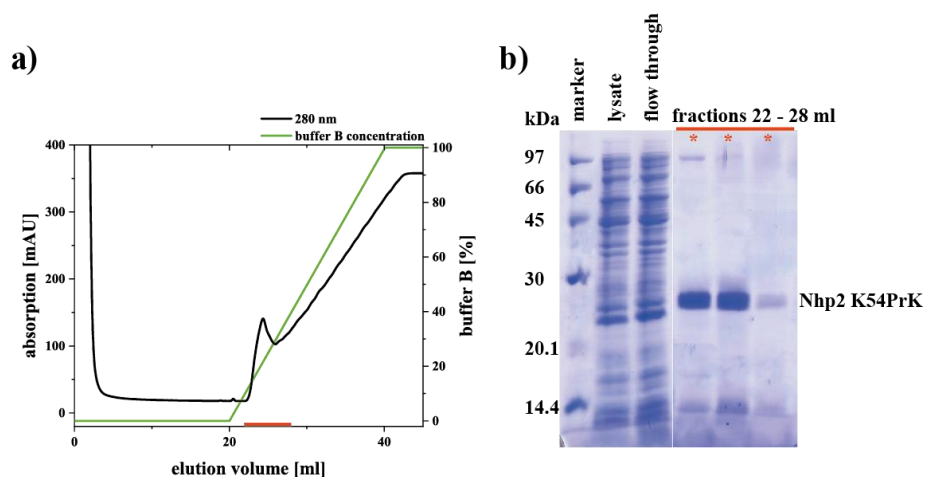 a)
280 nm
buffer B concentration
400
300
200
100
0
absorption [mAU]
100
80
60
40
20
0
buffer B [%]
0
20
40
elution volume [ml]
b)
marker
lysate
flow through
kDa
fractions 22 - 28 ml
* * *
97
66
45
30
20.1
14.4
Nhp2 K54PrK